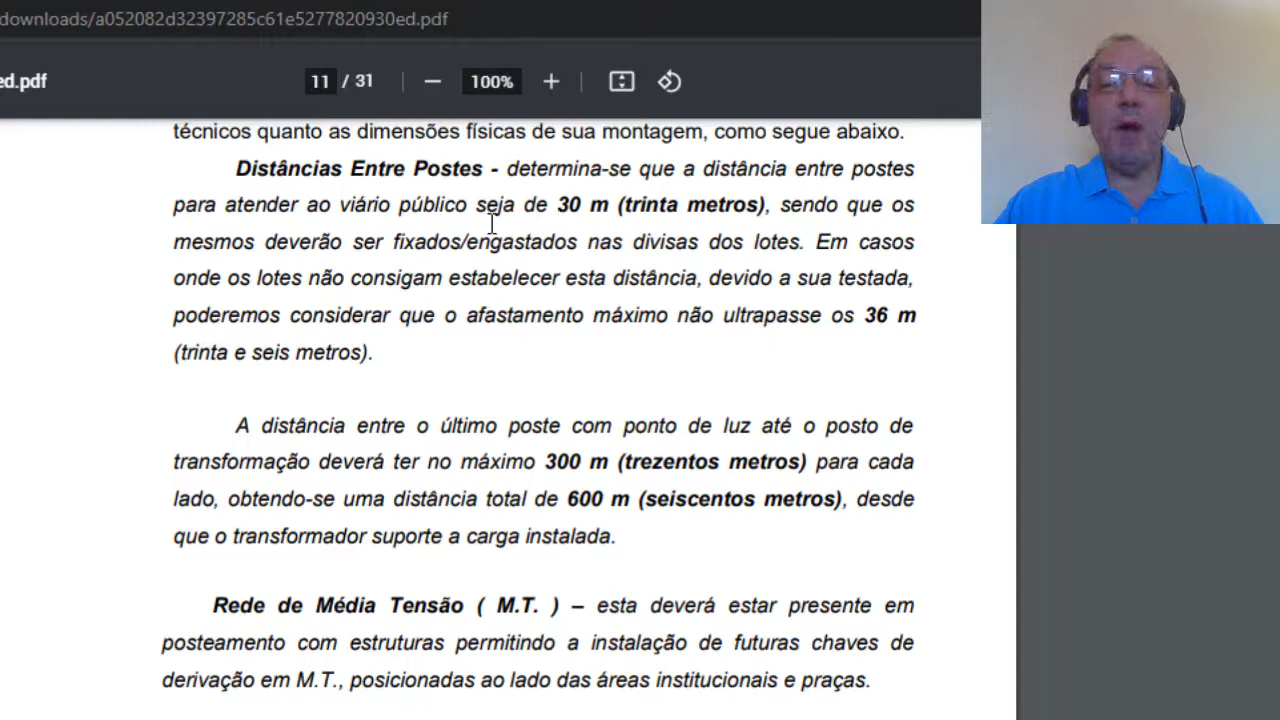 downloads/a052082d32397285c61e5277820930ed.pdf
ed.pdf
11 / 31
100%
técnicos quanto as dimensões físicas de sua montagem, como segue abaixo.
Distâncias Entre Postes - determina-se que a distância entre postes
para atender ao viário público seja de 30 m (trinta metros), sendo que os
mesmos deverão ser fixados/engastados nas divisas dos lotes. Em casos
onde os lotes não consigam estabelecer esta distância, devido a sua testada,
poderemos considerar que o afastamento máximo não ultrapasse os 36 m
(trinta e seis metros).
A distância entre o último poste com ponto de luz até o posto de
transformação deverá ter no máximo 300 m (trezentos metros) para cada
lado, obtendo-se uma distância total de 600 m (seiscentos metros), desde
que o transformador suporte a carga instalada.
Rede de Média Tensão ( M.T. ) – esta deverá estar presente em
posteamento com estruturas permitindo a instalação de futuras chaves de
derivação em M.T., posicionadas ao lado das áreas institucionais e praças.